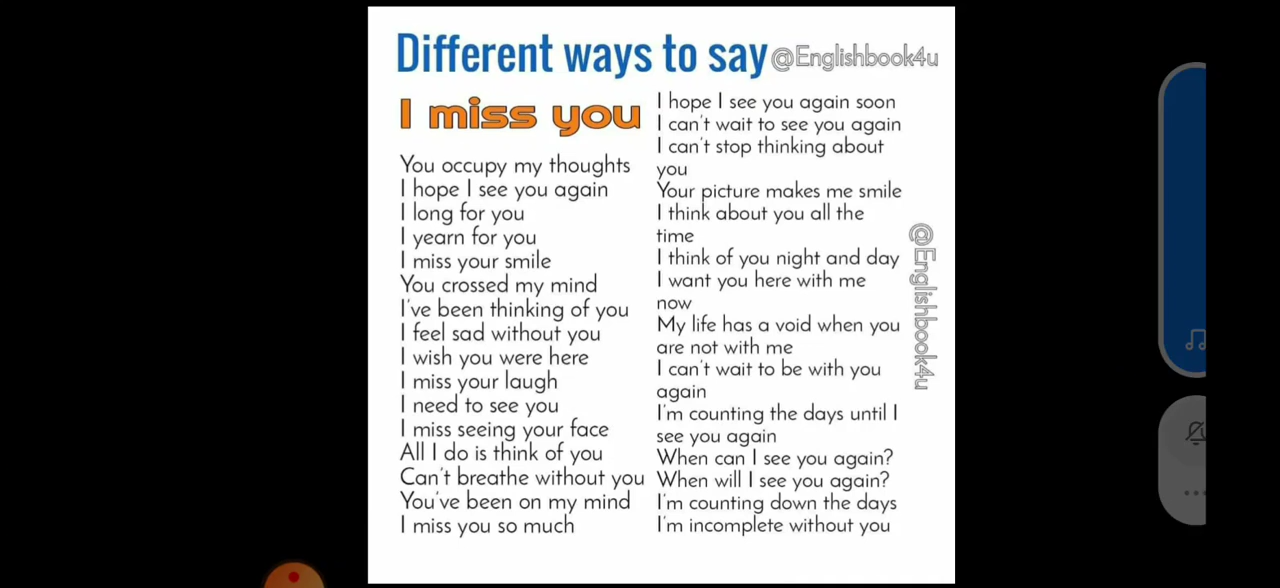 Different ways to say @Englishbook4u
I miss you
You occupy my thoughts
I hope I see you again
I long for you
I yearn for you
I miss your smile
You crossed my mind
I've been thinking of you
I feel sad without you
I wish you were here
I miss your laugh
I need to see you
I miss seeing your face
All I do is think of you
Can't breathe without you
You've been on my mind
I miss you so much
I hope I see you again soon
I can't wait to see you again
I can't stop thinking about
you
Your picture makes me smile
I think about you all the
time
I think of you night and day
I want you here with me
now
My life has a void when you
are not with me
I can't wait to be with you
again
I'm counting the days until I
see you again
When can I see you again?
When will I see you again?
I'm counting down the days
I'm incomplete without you
@Englishbook4u